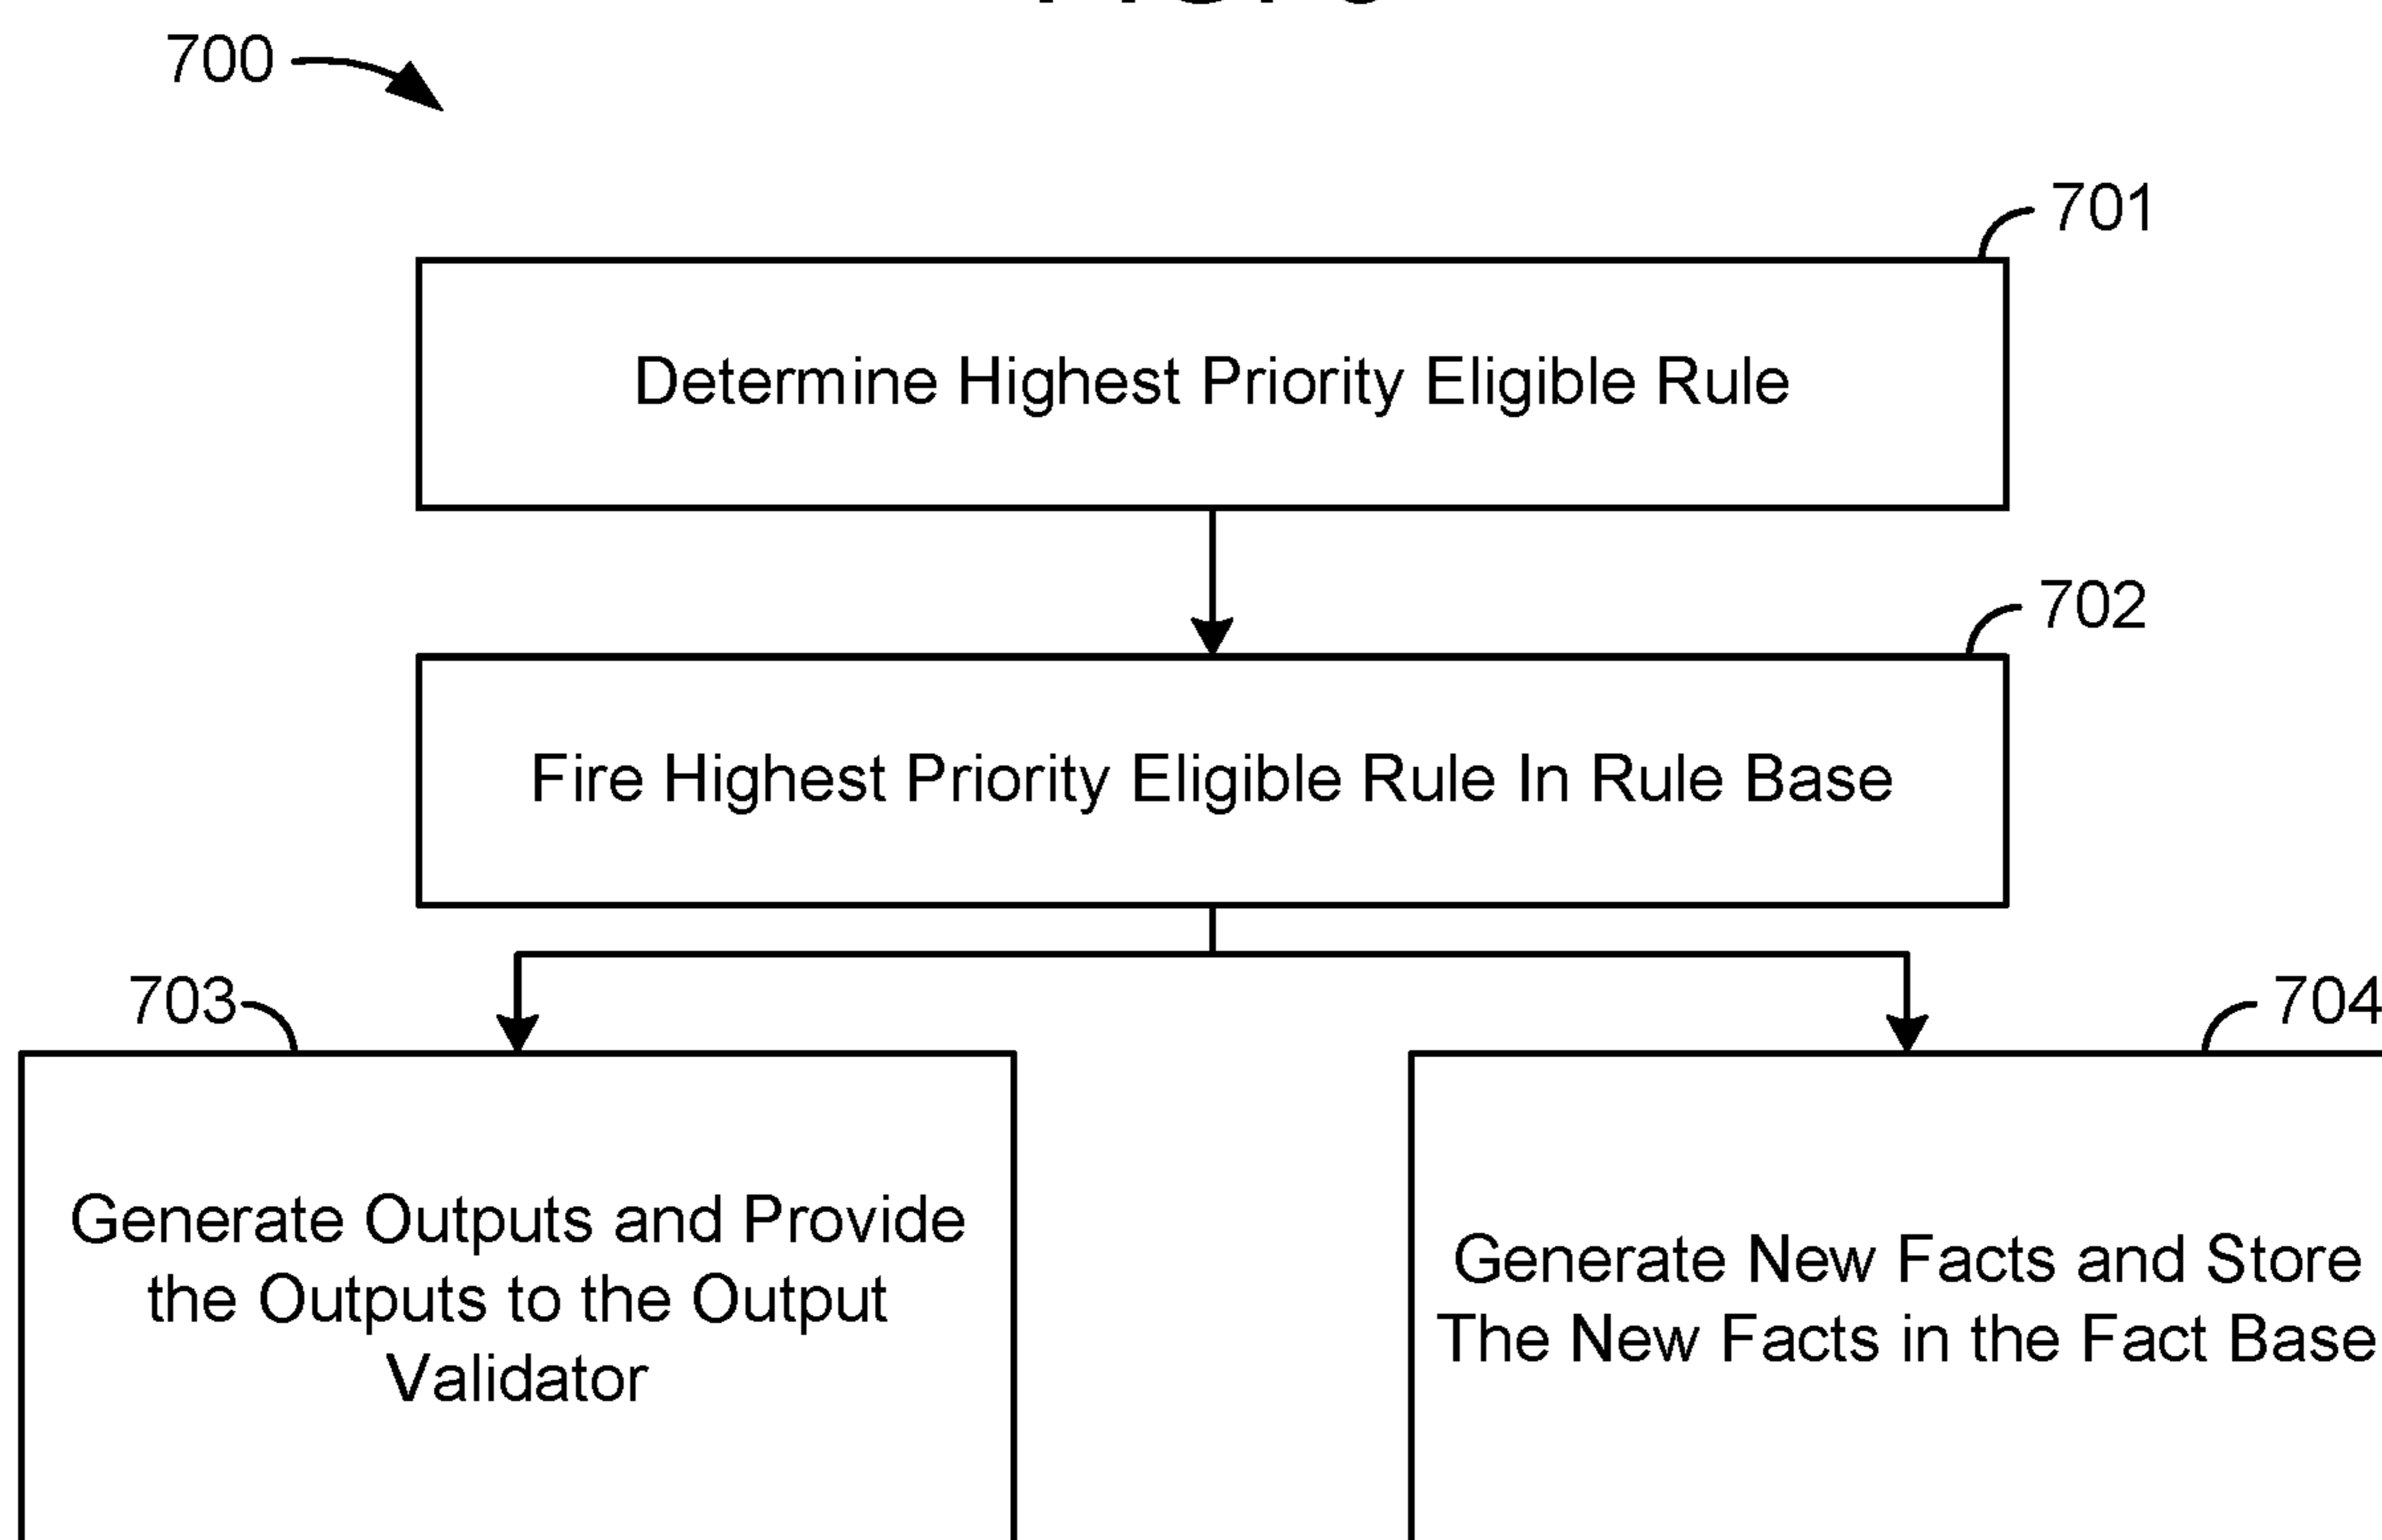 700
701
Determine Highest Priority Eligible Rule
702
Fire Highest Priority Eligible Rule In Rule Base
703
704
Generate Outputs and Provide
the Outputs to the Output
Validator
Generate New Facts and Store
The New Facts in the Fact Base